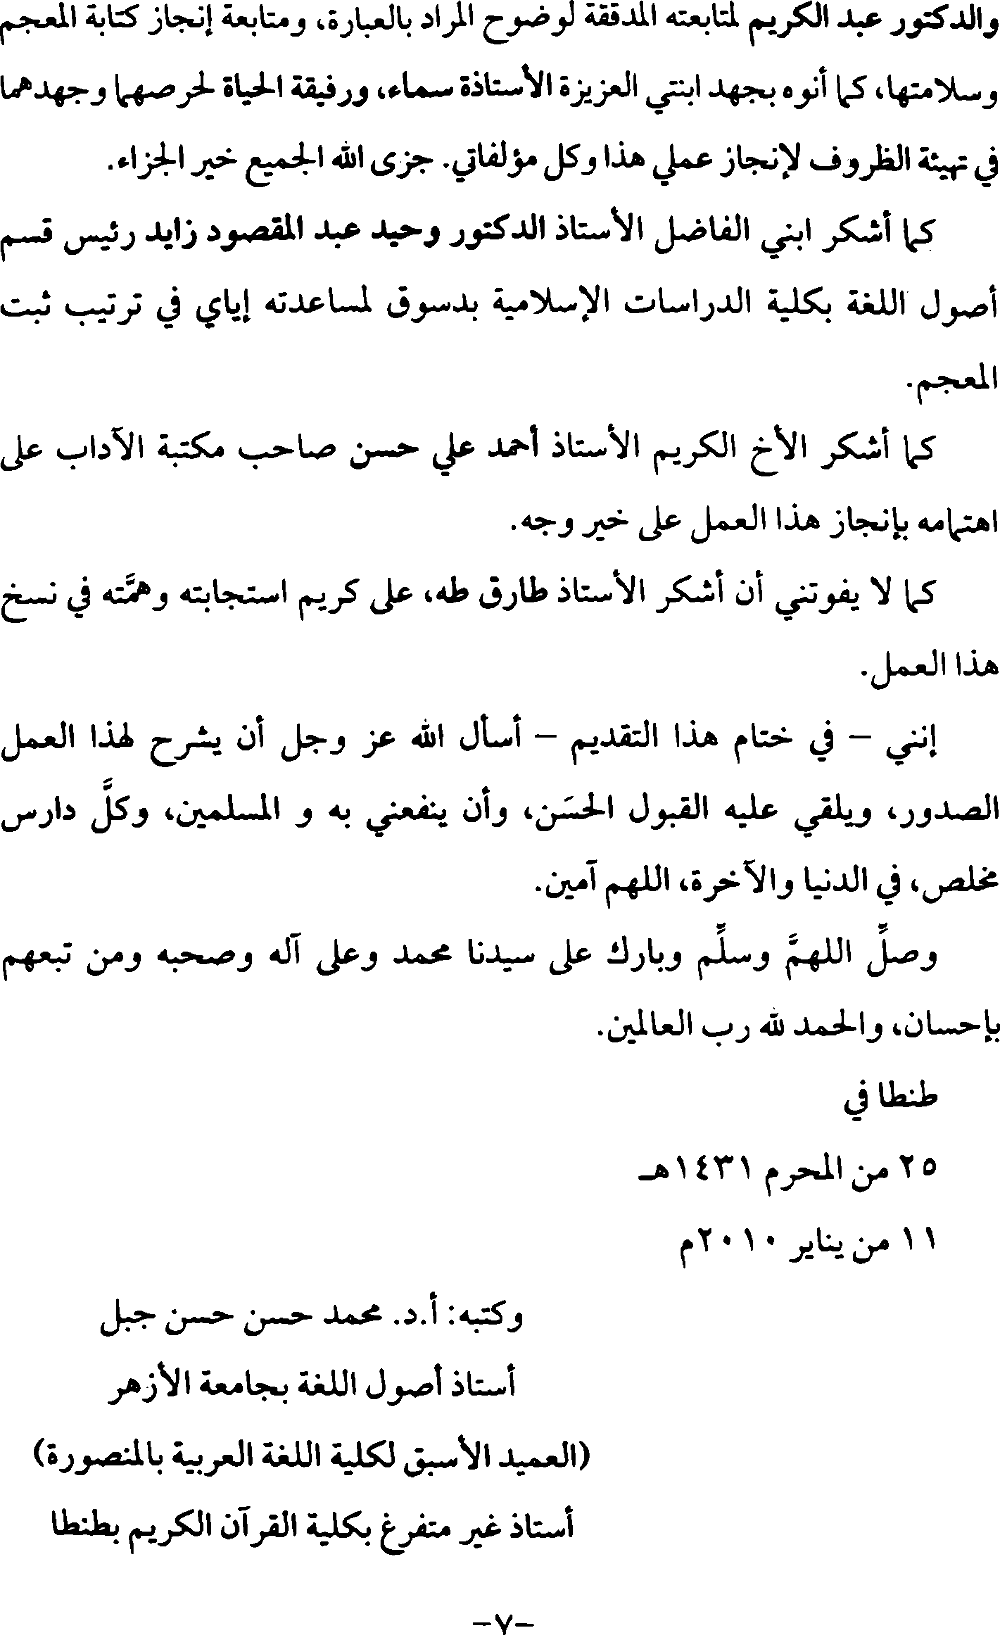 والدكتور عبد الكريم لمتابعته المدققة لوضوح المراد بالعبارة، ومتابعة إنجاز كتابة المعجم
وسلامتها، كما أنوه بجهد ابنتي العزيزة الأستاذة سماء، ورفيقة الحياة لحرصهما وجهدهما
في تهيئة الظروف لإنجاز عملي هذا وكل مؤلفاتي. جزى الله الجميع خير الجزاء.
كما أشكر ابني الفاضل الأستاذ الدكتور وحيد عبد المقصود زايد رئيس قسم
أصول اللغة بكلية الدراسات الإسلامية بدسوق لمساعدته إياي في ترتيب ثبت
المعجم.
كما أشكر الأخ الكريم الأستاذ أحمد علي حسن صاحب مكتبة الآداب على
اهتمامه بإنجاز هذا العمل على خير وجه.
كما لا يفوتني أن أشكر الأستاذ طارق طه، على كريم استجابته وهمَّته في نسخ
هذا العمل.
إنني – في ختام هذا التقديم – أسأل الله عز وجل أن يشرح لهذا العمل
الصدور، ويلقي عليه القبول الحسَن، وأن ينفعني به و المسلمين، وكلَّ دارس
مخلص، في الدنيا والآخرة، اللهم آمين.
وصلِّ اللهمَّ وسلِّم وبارك على سيدنا محمد وعلى آله وصحبه ومن تبعهم
بإحسان، والحمد لله رب العالمين.
طنطا في
٢٥ من المحرم ١٤٣١هـ
١١ من يناير ٢٠١٠م
وكتبه: أ.د. محمد حسن حسن جبل
أستاذ أصول اللغة بجامعة الأزهر
(العميد الأسبق لكلية اللغة العربية بالمنصورة)
أستاذ غير متفرغ بكلية القرآن الكريم بطنطا
–٧–